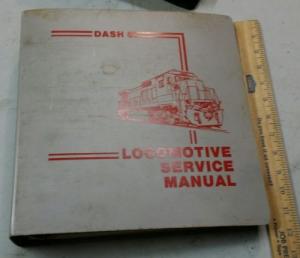 DASH 8
LOCOMOTIVE
SERVICE
MANUAL